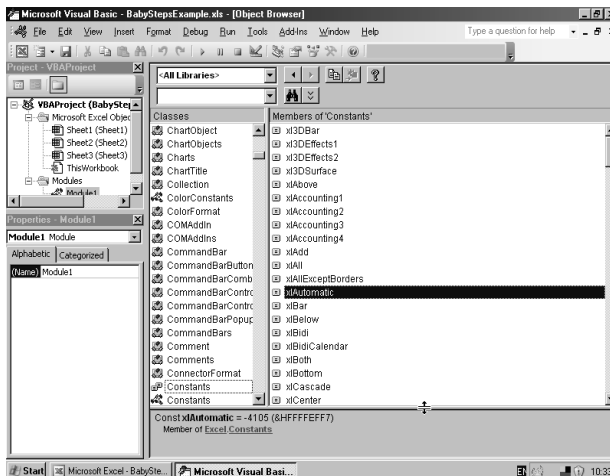 Microsoft Visual Basic - BabyStepsExample.xls - [Object Browser]
File Edit View Insert Format Debug Run Tools Add-Ins Window Help
Type a question for help
Project - VBAProject
<All Libraries>
VBAProject (BabyStep
Microsoft Excel Objec
Sheet1 (Sheet1)
Sheet2 (Sheet2)
Sheet3 (Sheet3)
ThisWorkbook
Modules
Module1
Properties - Module1
Module1 Module
Alphabetic Categorized
(Name) Module1
Classes
ChartObject
ChartObjects
Charts
ChartTitle
Collection
ColorConstants
ColorFormat
COMAddIn
COMAddIns
CommandBar
CommandBarButton
CommandBarComb
CommandBarContro
CommandBarContro
CommandBarPopup
CommandBars
Comment
Comments
ConnectorFormat
Constants
Constants
Members of 'Constants'
xl3DBar
xl3DEffects1
xl3DEffects2
xl3DSurface
xlAbove
xlAccounting1
xlAccounting2
xlAccounting3
xlAccounting4
xlAdd
xlAll
xlAllExceptBorders
xlAutomatic
xlBar
xlBelow
xlBidi
xlBidiCalendar
xlBoth
xlBottom
xlCascade
xlCenter
Const xlAutomatic = -4105 (&HFFFFEFF7)
Member of Excel.Constants
Start Microsoft Excel - BabySte... Microsoft Visual Basi...
EN